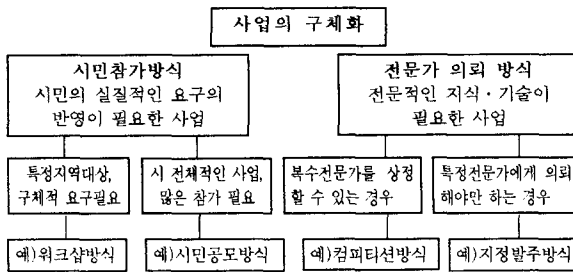 사업의 구체화
시민참가방식
시민의 실질적인 요구의
반영이 필요한 사업
전문가 의뢰 방식
전문적인 지식·기술이
필요한 사업
특정지역대상,
구체적 요구필요
시 전체적인 사업,
많은 참가 필요
복수전문가를 상정
할 수 있는 경우
특정전문가에게 의뢰
해야만 하는 경우
예)워크샵방식
예)시민공모방식
예)컴피티션방식
예)지정발주방식